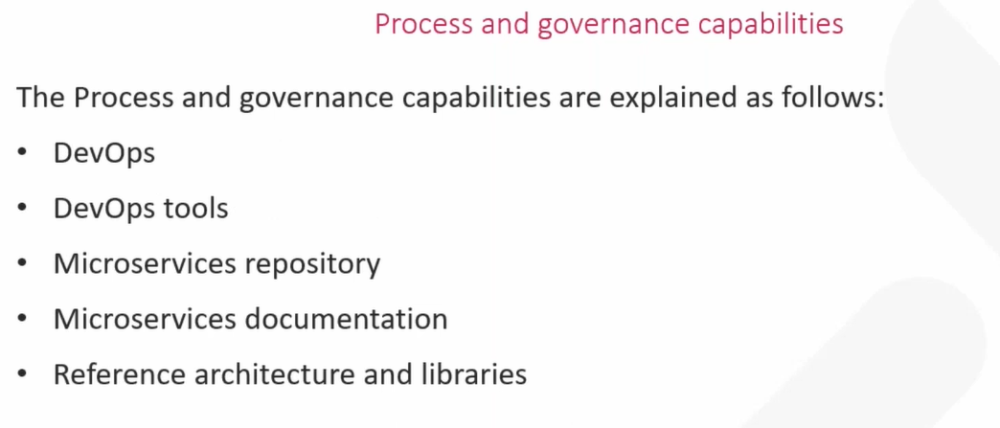 Process and governance capabilities
The Process and governance capabilities are explained as follows:
• DevOps
• DevOps tools
• Microservices repository
• Microservices documentation
• Reference architecture and libraries